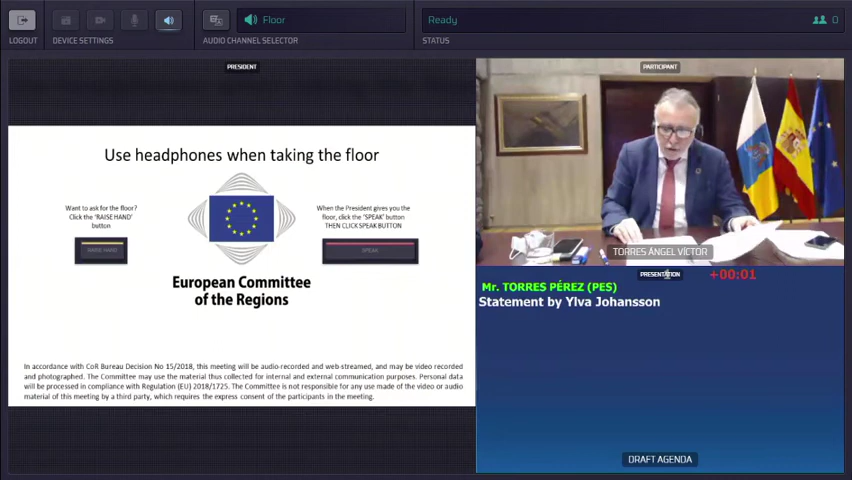 Floor
Ready
0
LOGOUT
DEVICE SETTINGS
AUDIO CHANNEL SELECTOR
STATUS
PRESIDENT
PARTICIPANT
Use headphones when taking the floor
Want to ask for the floor?
Click the 'RAISE HAND'
button
RAISE HAND
When the President gives you the
floor, click the 'SPEAK' button
THEN CLICK SPEAK BUTTON
SPEAK
European Committee
of the Regions
In accordance with CoR Bureau Decision No 15/2018, this meeting will be audio-recorded and web-streamed, and may be video recorded
and photographed. The Committee may use the material thus collected for internal and external communication purposes. Personal data
will be processed in compliance with Regulation (EU) 2018/1725. The Committee is not responsible for any use made of the video or audio
material of this meeting by a third party, which requires the express consent of the participants in the meeting.
TORRES ÁNGEL VÍCTOR
PRESENTATION
+00:01
Mr. TORRES PÉREZ (PES)
Statement by Ylva Johansson
DRAFT AGENDA